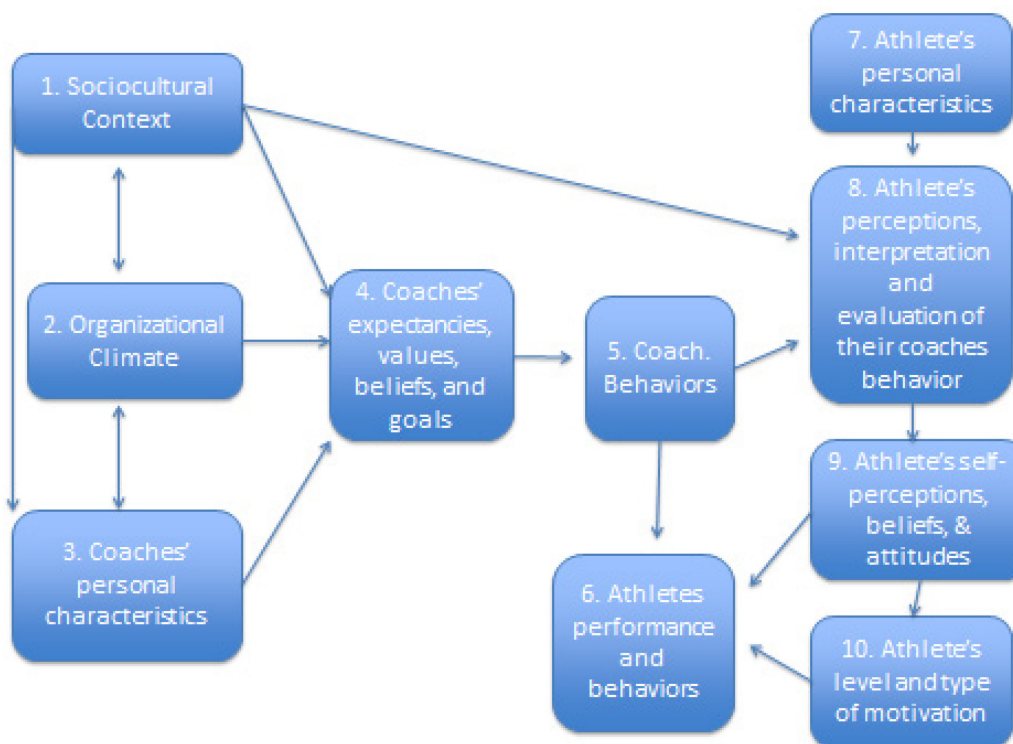 1. Sociocultural
Context
2. Organizational
Climate
3. Coaches'
personal
characteristics
4. Coaches'
expectancies,
values,
beliefs, and
goals
5. Coach.
Behaviors
6. Athletes
performance
and
behaviors
7. Athlete's
personal
characteristics
8. Athlete's
perceptions,
interpretation
and
evaluation of
their coaches
behavior
9. Athlete's self-
perceptions,
beliefs, &
attitudes
10. Athlete's
level and type
of motivation